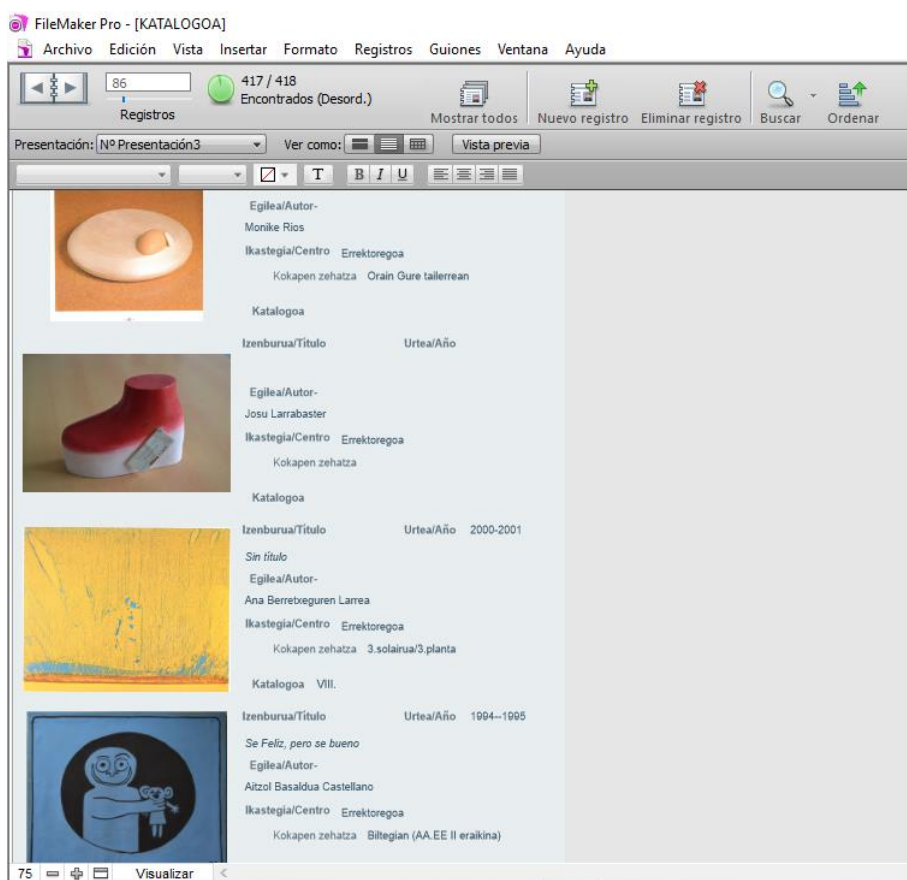 FileMaker Pro - [KATALOGOA]
Archivo Edición Vista Insertar Formato Registros Guiones Ventana Ayuda
86
Registros
417 / 418
Encontrados (Desord.)
Mostrar todos Nuevo registro Eliminar registro Buscar Ordenar
Presentación: Nº Presentación3 Ver como: Vista previa
T B I U
Egilea/Autor-
Monike Rios
Ikastegia/Centro Errektoregoa
Kokapen zehatza Orain Gure tailerrean
Katalogoa
Izenburua/Título Urtea/Año
Egilea/Autor-
Josu Larrabaster
Ikastegia/Centro Errektoregoa
Kokapen zehatza
Katalogoa
Izenburua/Título Urtea/Año 2000-2001
Sin título
Egilea/Autor-
Ana Berretxeguren Larrea
Ikastegia/Centro Errektoregoa
Kokapen zehatza 3.solairua/3.planta
Katalogoa VIII.
Izenburua/Título Urtea/Año 1994--1995
Se Feliz, pero se bueno
Egilea/Autor-
Aitzol Basaldua Castellano
Ikastegia/Centro Errektoregoa
Kokapen zehatza Biltegian (AA.EE II eraikina)
75 Visualizar